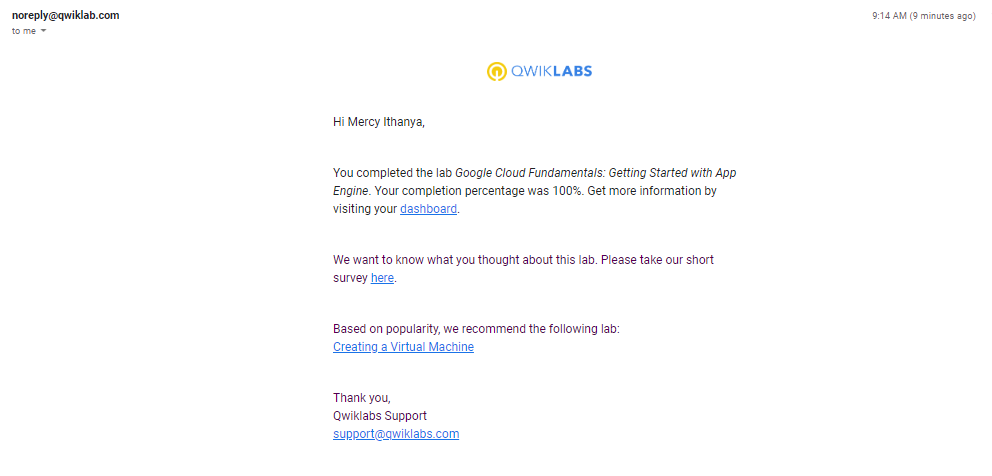 noreply@qwiklab.com
9:14 AM (9 minutes ago)
to me
QWIKLABS
Hi Mercy Ithanya,
You completed the lab Google Cloud Fundamentals: Getting Started with App
Engine. Your completion percentage was 100%. Get more information by
visiting your dashboard.
We want to know what you thought about this lab. Please take our short
survey here.
Based on popularity, we recommend the following lab:
Creating a Virtual Machine
Thank you,
Qwiklabs Support
support@qwiklabs.com